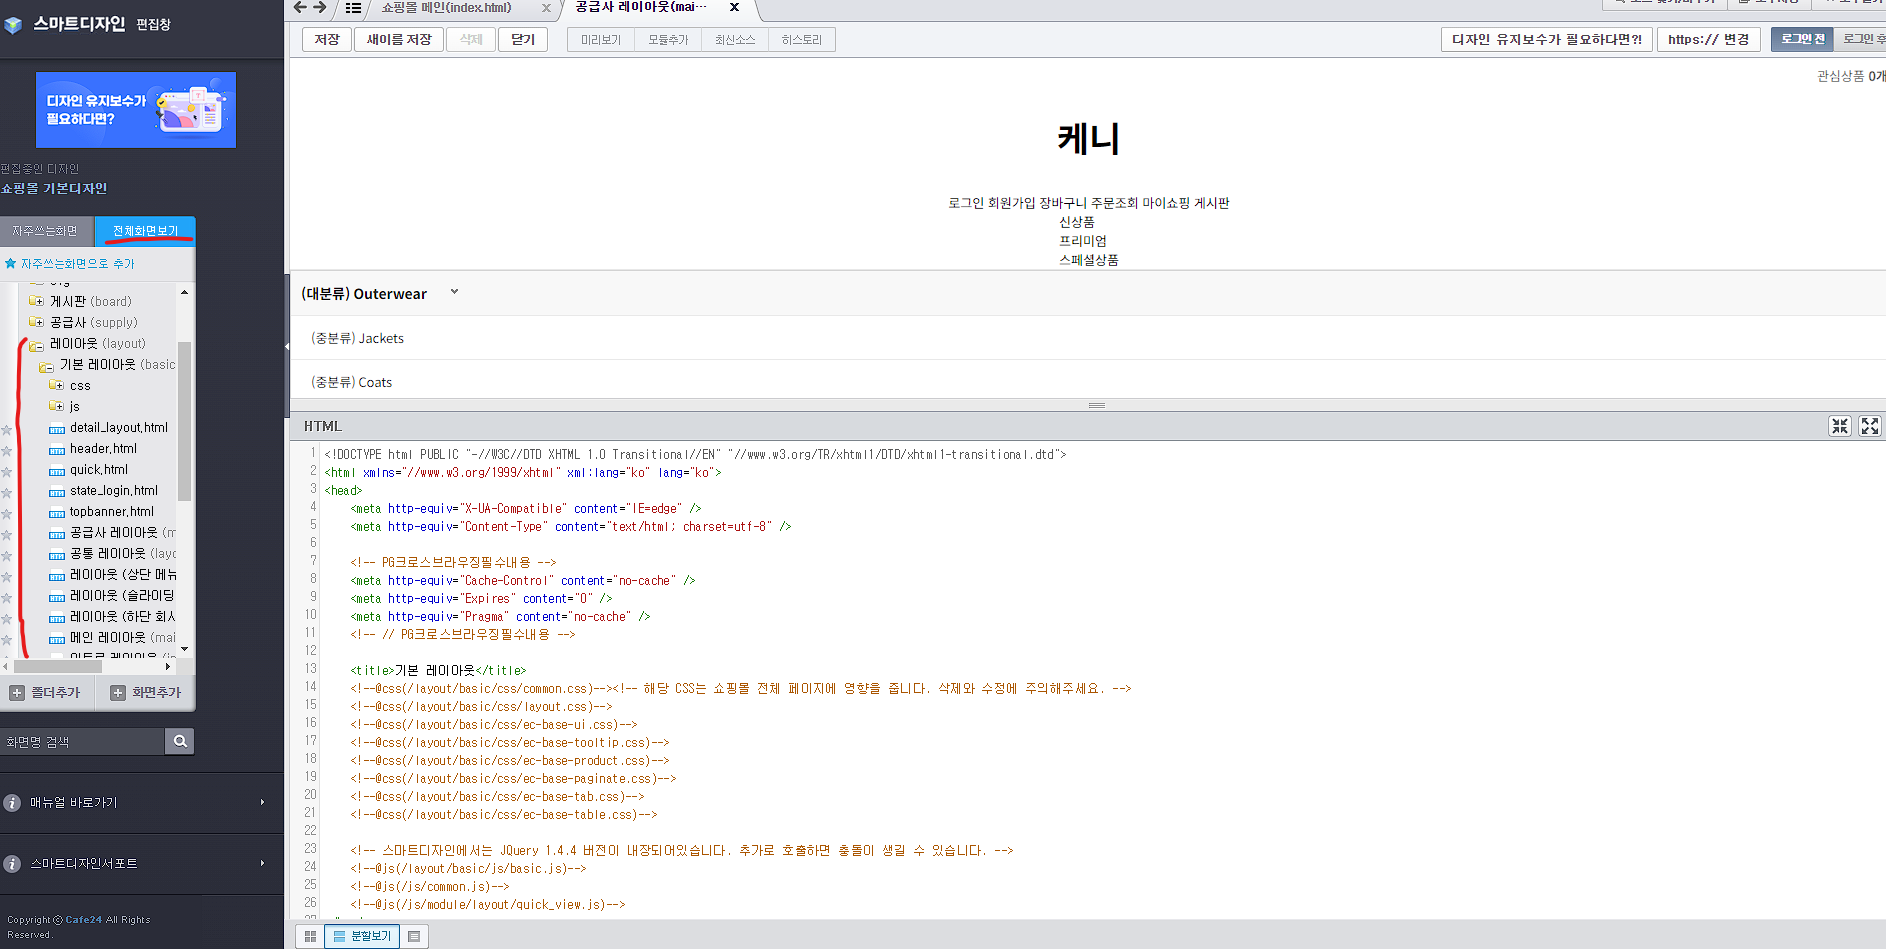 스마트디자인 편집창
디자인 유지보수가
필요하다면?
편집중인 디자인
쇼핑몰 기본디자인
자주쓰는화면 전체화면보기
자주쓰는화면으로 추가
게시판 (board)
공급사 (supply)
레이아웃 (layout)
기본 레이아웃 (basic
css
js
detail_layout.html
header.html
quick.html
state_login.html
topbanner.html
공급사 레이아웃 (m
공통 레이아웃 (layo
레이아웃 (상단 메뉴
레이아웃 (슬라이딩
레이아웃 (하단 회사
메인 레이아웃 (mai
폴더추가 화면추가
화면명 검색
매뉴얼 바로가기
스마트디자인서포트
Copyright ⓒ Cafe24 All Rights
Reserved.
쇼핑몰 메인(index.html) x 공급사 레이아웃(mai··· x
저장 새이름 저장 삭제 닫기 미리보기 모듈추가 최신소스 히스토리 디자인 유지보수가 필요하다면?! https:// 변경 로그인 전 로그인 후
관심상품 0개
케니
로그인 회원가입 장바구니 주문조회 마이쇼핑 게시판
신상품
프리미엄
스페셜상품
(대분류) Outerwear
(중분류) Jackets
(중분류) Coats
HTML
1 <!DOCTYPE html PUBLIC "-//W3C//DTD XHTML 1.0 Transitional//EN" "//www.w3.org/TR/xhtml1/DTD/xhtml1-transitional.dtd">
2 <html xmlns="//www.w3.org/1999/xhtml" xml:lang="ko" lang="ko">
3 <head>
4 <meta http-equiv="X-UA-Compatible" content="IE=edge" />
5 <meta http-equiv="Content-Type" content="text/html; charset=utf-8" />
6
7 <!-- PG크로스브라우징필수내용 -->
8 <meta http-equiv="Cache-Control" content="no-cache" />
9 <meta http-equiv="Expires" content="0" />
10 <meta http-equiv="Pragma" content="no-cache" />
11 <!-- // PG크로스브라우징필수내용 -->
12
13 <title>기본 레이아웃</title>
14 <!--@css(/layout/basic/css/common.css)--><!-- 해당 CSS는 쇼핑몰 전체 페이지에 영향을 줍니다. 삭제와 수정에 주의해주세요. -->
15 <!--@css(/layout/basic/css/layout.css)-->
16 <!--@css(/layout/basic/css/ec-base-ui.css)-->
17 <!--@css(/layout/basic/css/ec-base-tooltip.css)-->
18 <!--@css(/layout/basic/css/ec-base-product.css)-->
19 <!--@css(/layout/basic/css/ec-base-paginate.css)-->
20 <!--@css(/layout/basic/css/ec-base-tab.css)-->
21 <!--@css(/layout/basic/css/ec-base-table.css)-->
22
23 <!-- 스마트디자인에서는 JQuery 1.4.4 버전이 내장되어있습니다. 추가로 호출하면 충돌이 생길 수 있습니다. -->
24 <!--@js(/layout/basic/js/basic.js)-->
25 <!--@js(/js/common.js)-->
26 <!--@js(/js/module/layout/quick_view.js)-->
분할보기